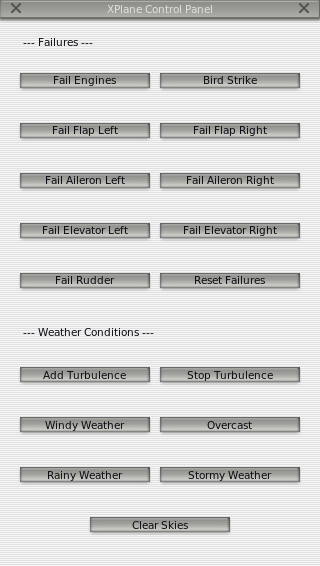 XPlane Control Panel
--- Failures ---
Fail Engines
Bird Strike
Fail Flap Left
Fail Flap Right
Fail Aileron Left
Fail Aileron Right
Fail Elevator Left
Fail Elevator Right
Fail Rudder
Reset Failures
--- Weather Conditions ---
Add Turbulence
Stop Turbulence
Windy Weather
Overcast
Rainy Weather
Stormy Weather
Clear Skies